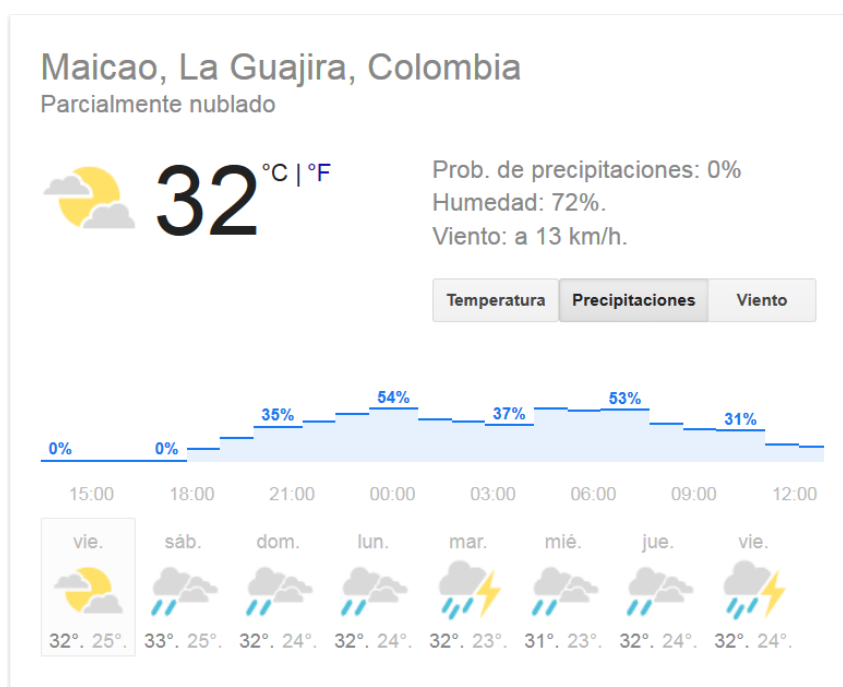 Maicao, La Guajira, Colombia
Parcialmente nublado
32 °C | °F
Prob. de precipitaciones: 0%
Humedad: 72%.
Viento: a 13 km/h.
Temperatura Precipitaciones Viento
0% 0% 35% 54% 37% 53% 31%
15:00 18:00 21:00 00:00 03:00 06:00 09:00 12:00
vie. sáb. dom. lun. mar. mié. jue. vie.
32°. 25°. 33°. 25°. 32°. 24°. 32°. 24°. 32°. 23°. 31°. 23°. 32°. 24°. 32°. 24°.